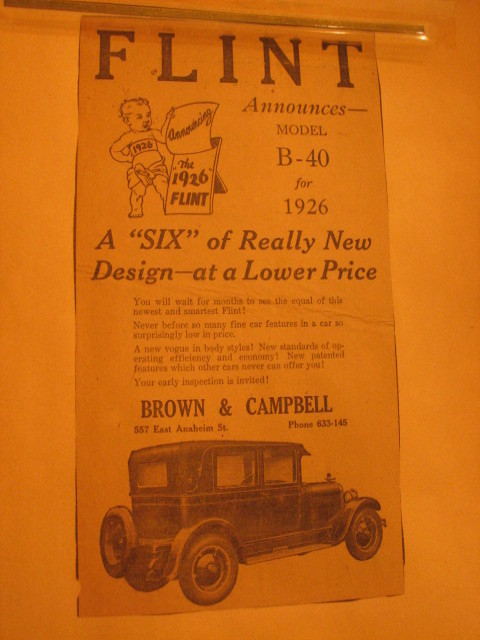 FLINT
Announces—
MODEL
B-40
for
1926
Announcing
1926
"The
1926
FLINT
A "SIX" of Really New
Design—at a Lower Price
You will wait for months to see the equal of this
newest and smartest Flint!
Never before so many fine car features in a car so
surprisingly low in price.
A new vogue in body styles! New standards of op-
erating efficiency and economy! New patented
features which other cars never can offer you!
Your early inspection is invited!
BROWN & CAMPBELL
557 East Anaheim St. Phone 633-145